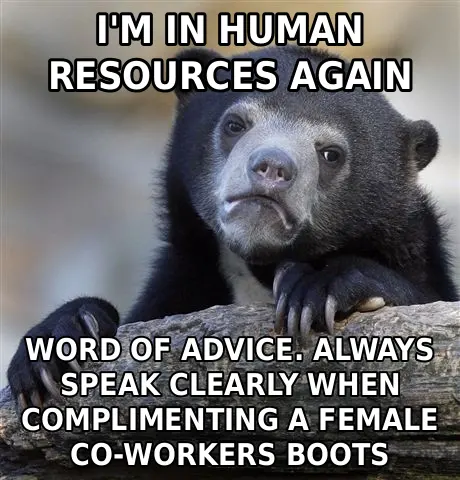 I'M IN HUMAN
RESOURCES AGAIN
WORD OF ADVICE. ALWAYS
SPEAK CLEARLY WHEN
COMPLIMENTING A FEMALE
CO-WORKERS BOOTS